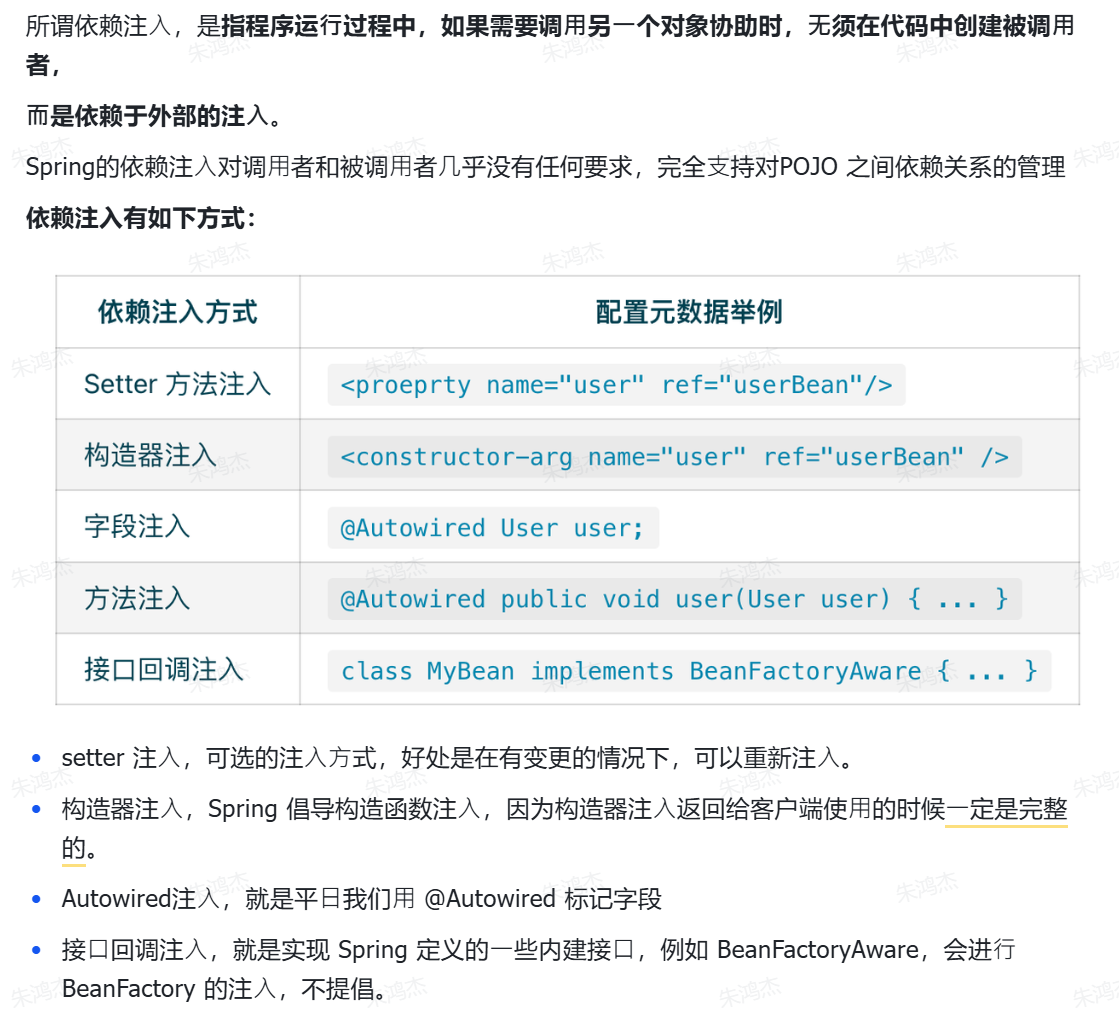 所谓依赖注入，是指程序运行过程中，如果需要调用另一个对象协助时，无须在代码中创建被调用
者，
而是依赖于外部的注入。
Spring的依赖注入对调用者和被调用者几乎没有任何要求，完全支持对POJO 之间依赖关系的管理
依赖注入有如下方式：
依赖注入方式 配置元数据举例
Setter 方法注入 <proeprty name="user" ref="userBean"/>
构造器注入 <constructor-arg name="user" ref="userBean" />
字段注入 @Autowired User user;
方法注入 @Autowired public void user(User user) { ... }
接口回调注入 class MyBean implements BeanFactoryAware { ... }
• setter 注入，可选的注入方式，好处是在有变更的情况下，可以重新注入。
• 构造器注入，Spring 倡导构造函数注入，因为构造器注入返回给客户端使用的时候一定是完整
的。
• Autowired注入，就是平日我们用 @Autowired 标记字段
• 接口回调注入，就是实现 Spring 定义的一些内建接口，例如 BeanFactoryAware，会进行
BeanFactory 的注入，不提倡。
朱鸿杰